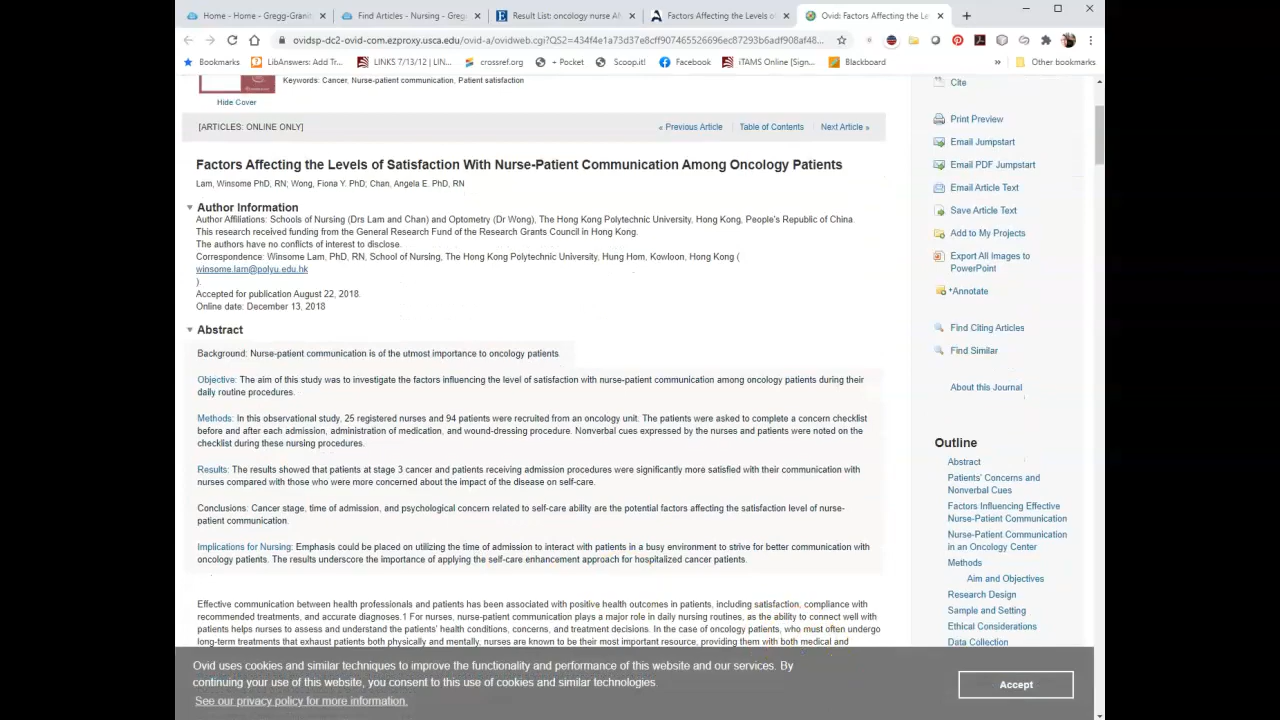 Home - Home - Gregg-Granit
Find Articles - Nursing - Greg
Result List: oncology nurse AN
Factors Affecting the Levels of
Ovid: Factors Affecting the Le
ovidsp-dc2-ovid-com.ezproxy.usca.edu/ovid-a/ovidweb.cgi?QS2=434f4e1a73d37e8cff907465526696ec87293b6adf908af48...
Bookmarks
LibAnswers: Add Tr...
LINKS 7/13/12 | LIN...
crossref.org
+ Pocket
Scoop.it!
Facebook
iTAMS Online [Sign...
Blackboard
»
Other bookmarks
Keywords: Cancer, Nurse-patient communication, Patient satisfaction
Hide Cover
[ARTICLES: ONLINE ONLY]
« Previous Article
Table of Contents
Next Article »
Factors Affecting the Levels of Satisfaction With Nurse-Patient Communication Among Oncology Patients
Lam, Winsome PhD, RN; Wong, Fiona Y. PhD; Chan, Angela E. PhD, RN
Author Information
Author Affiliations: Schools of Nursing (Drs Lam and Chan) and Optometry (Dr Wong), The Hong Kong Polytechnic University, Hong Kong, People's Republic of China.
This research received funding from the General Research Fund of the Research Grants Council in Hong Kong.
The authors have no conflicts of interest to disclose.
Correspondence: Winsome Lam, PhD, RN, School of Nursing, The Hong Kong Polytechnic University, Hung Hom, Kowloon, Hong Kong (
winsome.lam@polyu.edu.hk
).
Accepted for publication August 22, 2018.
Online date: December 13, 2018
Abstract
Background: Nurse-patient communication is of the utmost importance to oncology patients.
Objective: The aim of this study was to investigate the factors influencing the level of satisfaction with nurse-patient communication among oncology patients during their
daily routine procedures.
Methods: In this observational study, 25 registered nurses and 94 patients were recruited from an oncology unit. The patients were asked to complete a concern checklist
before and after each admission, administration of medication, and wound-dressing procedure. Nonverbal cues expressed by the nurses and patients were noted on the
checklist during these nursing procedures.
Results: The results showed that patients at stage 3 cancer and patients receiving admission procedures were significantly more satisfied with their communication with
nurses compared with those who were more concerned about the impact of the disease on self-care.
Conclusions: Cancer stage, time of admission, and psychological concern related to self-care ability are the potential factors affecting the satisfaction level of nurse-
patient communication.
Implications for Nursing: Emphasis could be placed on utilizing the time of admission to interact with patients in a busy environment to strive for better communication with
oncology patients. The results underscore the importance of applying the self-care enhancement approach for hospitalized cancer patients.
Effective communication between health professionals and patients has been associated with positive health outcomes in patients, including satisfaction, compliance with
recommended treatments, and accurate diagnoses.1 For nurses, nurse-patient communication plays a major role in daily nursing routines, as the ability to connect well with
patients helps nurses to assess and understand the patients' health conditions, concerns, and treatment decisions. In the case of oncology patients, who must often undergo
long-term treatments that exhaust patients both physically and mentally, nurses are known to be their most important resource, providing them with both medical and
Cite
Print Preview
Email Jumpstart
Email PDF Jumpstart
Email Article Text
Save Article Text
Add to My Projects
Export All Images to
PowerPoint
+Annotate
Find Citing Articles
Find Similar
About this Journal
Outline
Abstract
Patients' Concerns and
Nonverbal Cues
Factors Influencing Effective
Nurse-Patient Communication
Nurse-Patient Communication
in an Oncology Center
Methods
Aim and Objectives
Research Design
Sample and Setting
Ethical Considerations
Data Collection
Ovid uses cookies and similar techniques to improve the functionality and performance of this website and our services. By
continuing your use of this website, you consent to this use of cookies and similar technologies.
See our privacy policy for more information.
Accept